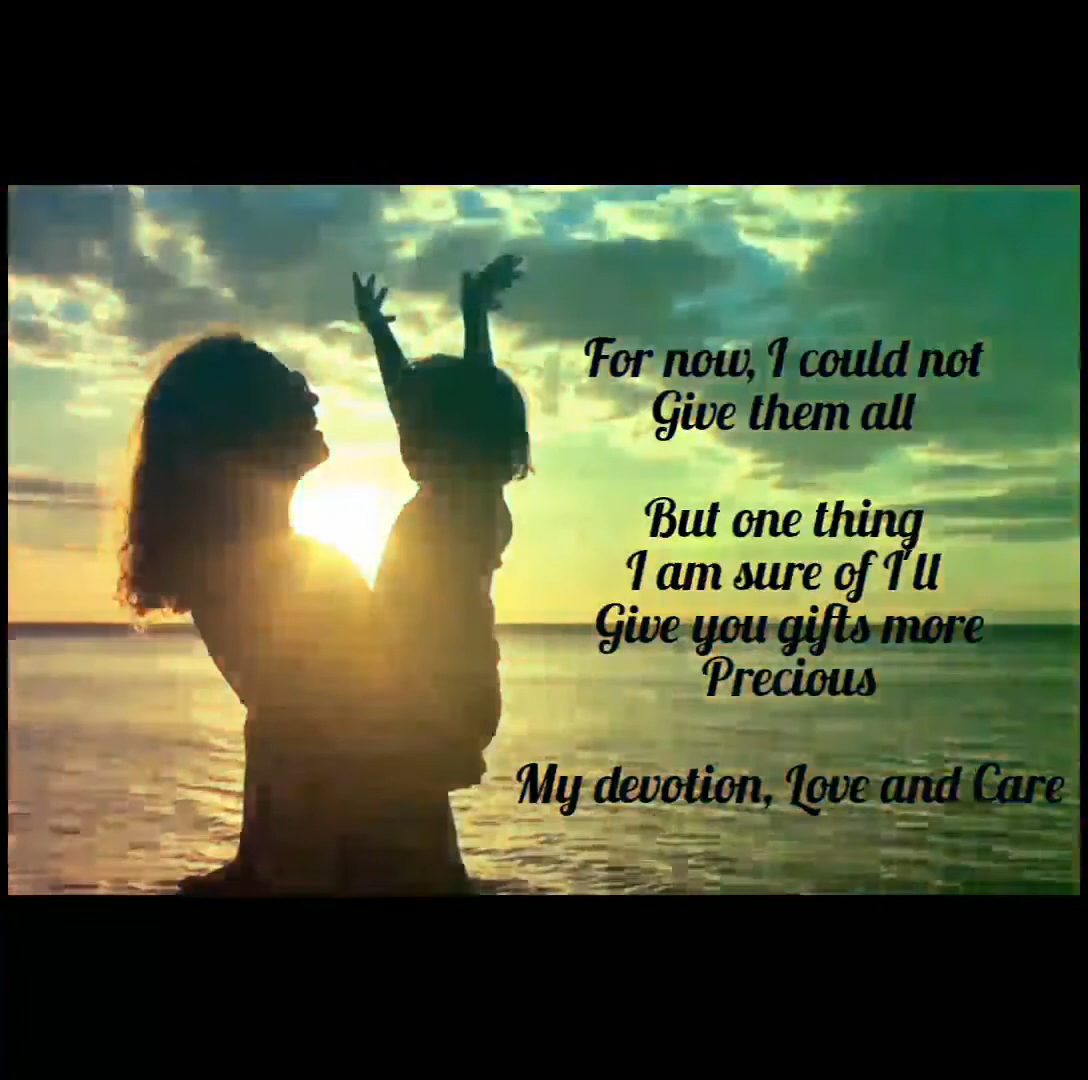 For now, I could not
Give them all
But one thing
I am sure of I'll
Give you gifts more
Precious
My devotion, Love and Care